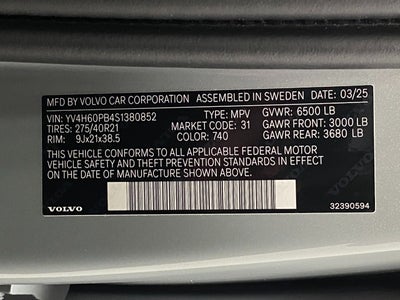 MFD BY VOLVO CAR CORPORATION ASSEMBLED IN SWEDEN DATE: 03/25
VIN: YV4H60PB4S1380852 TYPE: MPV GVWR: 6500 LB
TIRES: 275/40R21 MARKET CODE: 31 GAWR FRONT: 3000 LB
RIM: 9Jx21x38.5 COLOR: 740 GAWR REAR: 3680 LB
THIS VEHICLE CONFORMS TO ALL APPLICABLE FEDERAL MOTOR
VEHICLE SAFETY AND THEFT PREVENTION STANDARDS IN EFFECT
ON THE DATE OF MANUFACTURE SHOWN ABOVE.
VOLVO 32390594
VOLVO